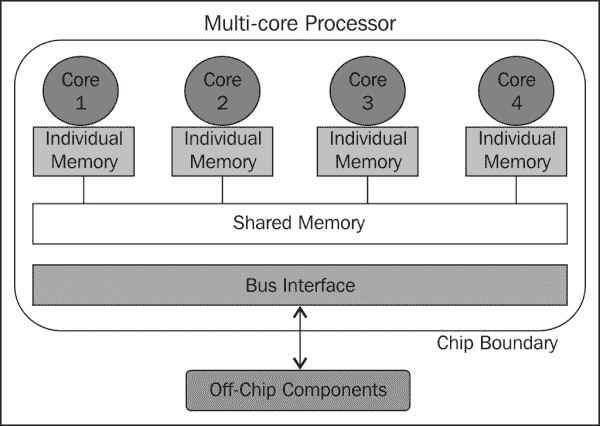 Multi-core Processor
Core
1
Core
2
Core
3
Core
4
Individual
Memory
Individual
Memory
Individual
Memory
Individual
Memory
Shared Memory
Bus Interface
Chip Boundary
Off-Chip Components